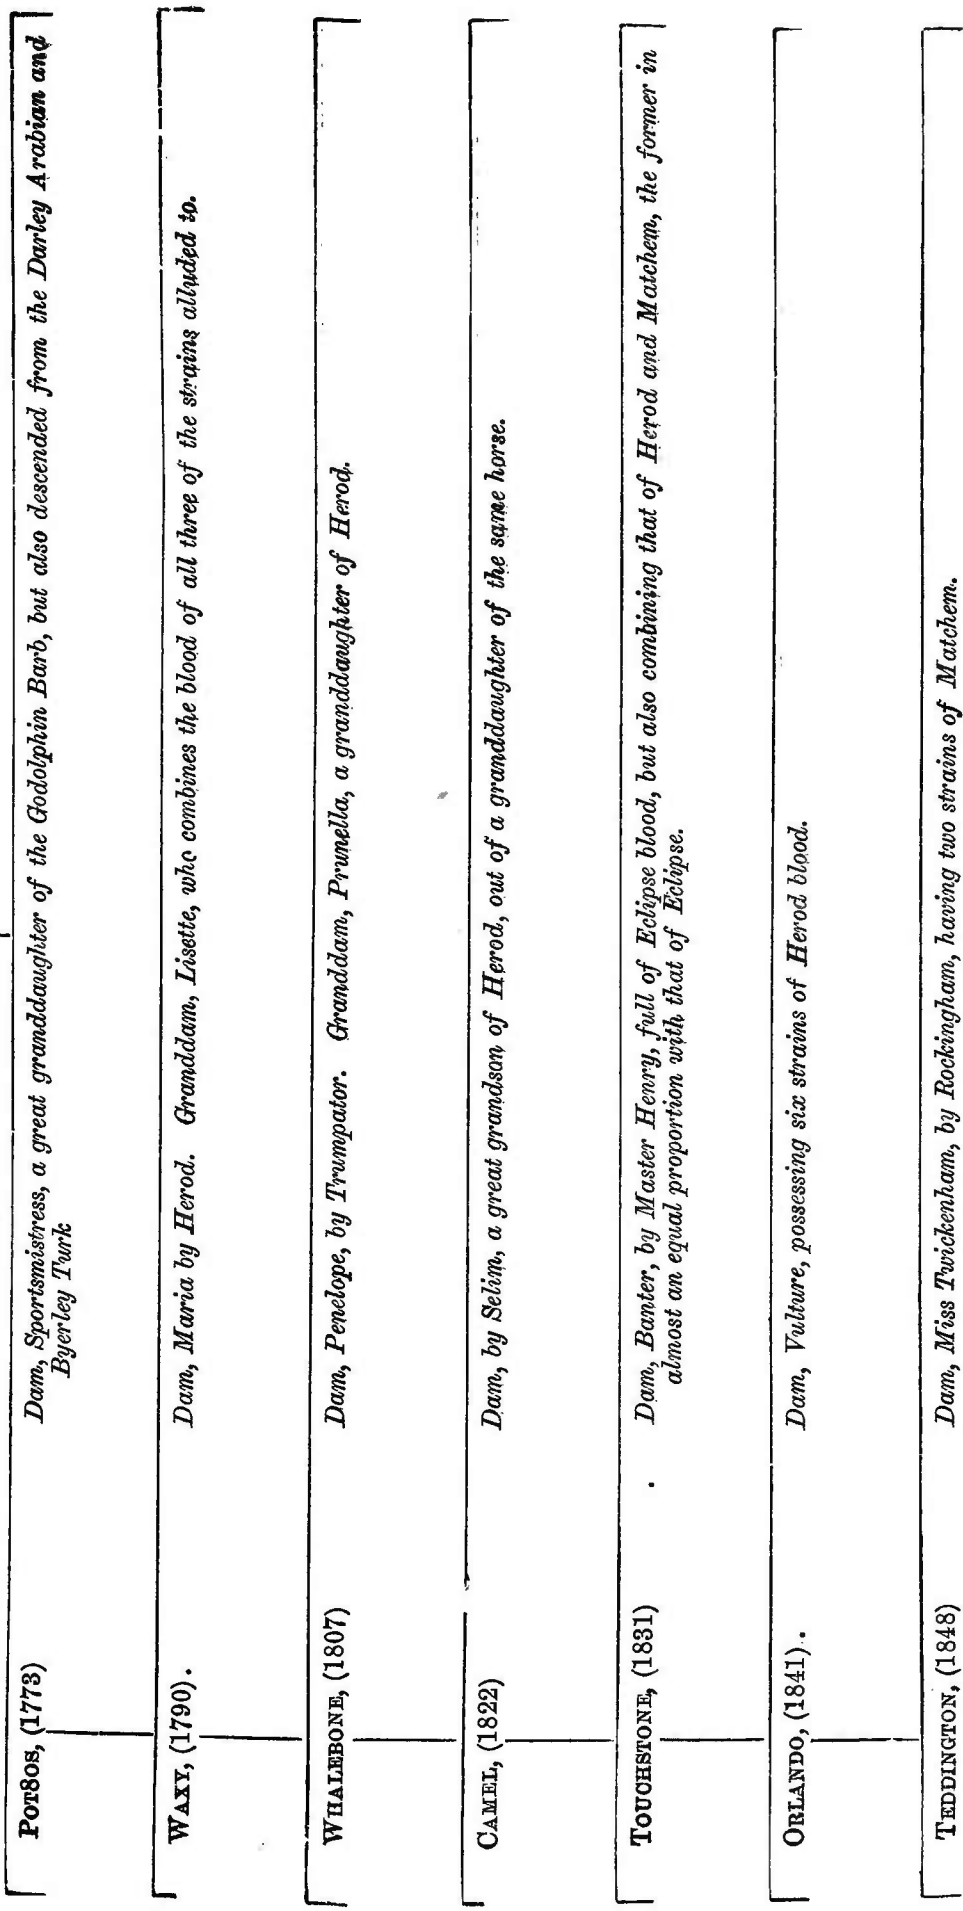 POT8OS, (1773) Dam, Sportsmistress, a great granddaughter of the Godolphin Barb, but also descended from the Darley Arabian and
Byerley Turk
WAXY, (1790). Dam, Maria by Herod. Granddam, Lisette, who combines the blood of all three of the strains alluded to.
WHALEBONE, (1807) Dam, Penelope, by Trumpator. Granddam, Prunella, a granddaughter of Herod.
CAMEL, (1822) Dam, by Selim, a great grandson of Herod, out of a granddaughter of the same horse.
TOUCHSTONE, (1831) . Dam, Banter, by Master Henry, full of Eclipse blood, but also combining that of Herod and Matchem, the former in
almost an equal proportion with that of Eclipse.
ORLANDO, (1841) . Dam, Vulture, possessing six strains of Herod blood.
TEDDINGTON, (1848) Dam, Miss Twickenham, by Rockingham, having two strains of Matchem.